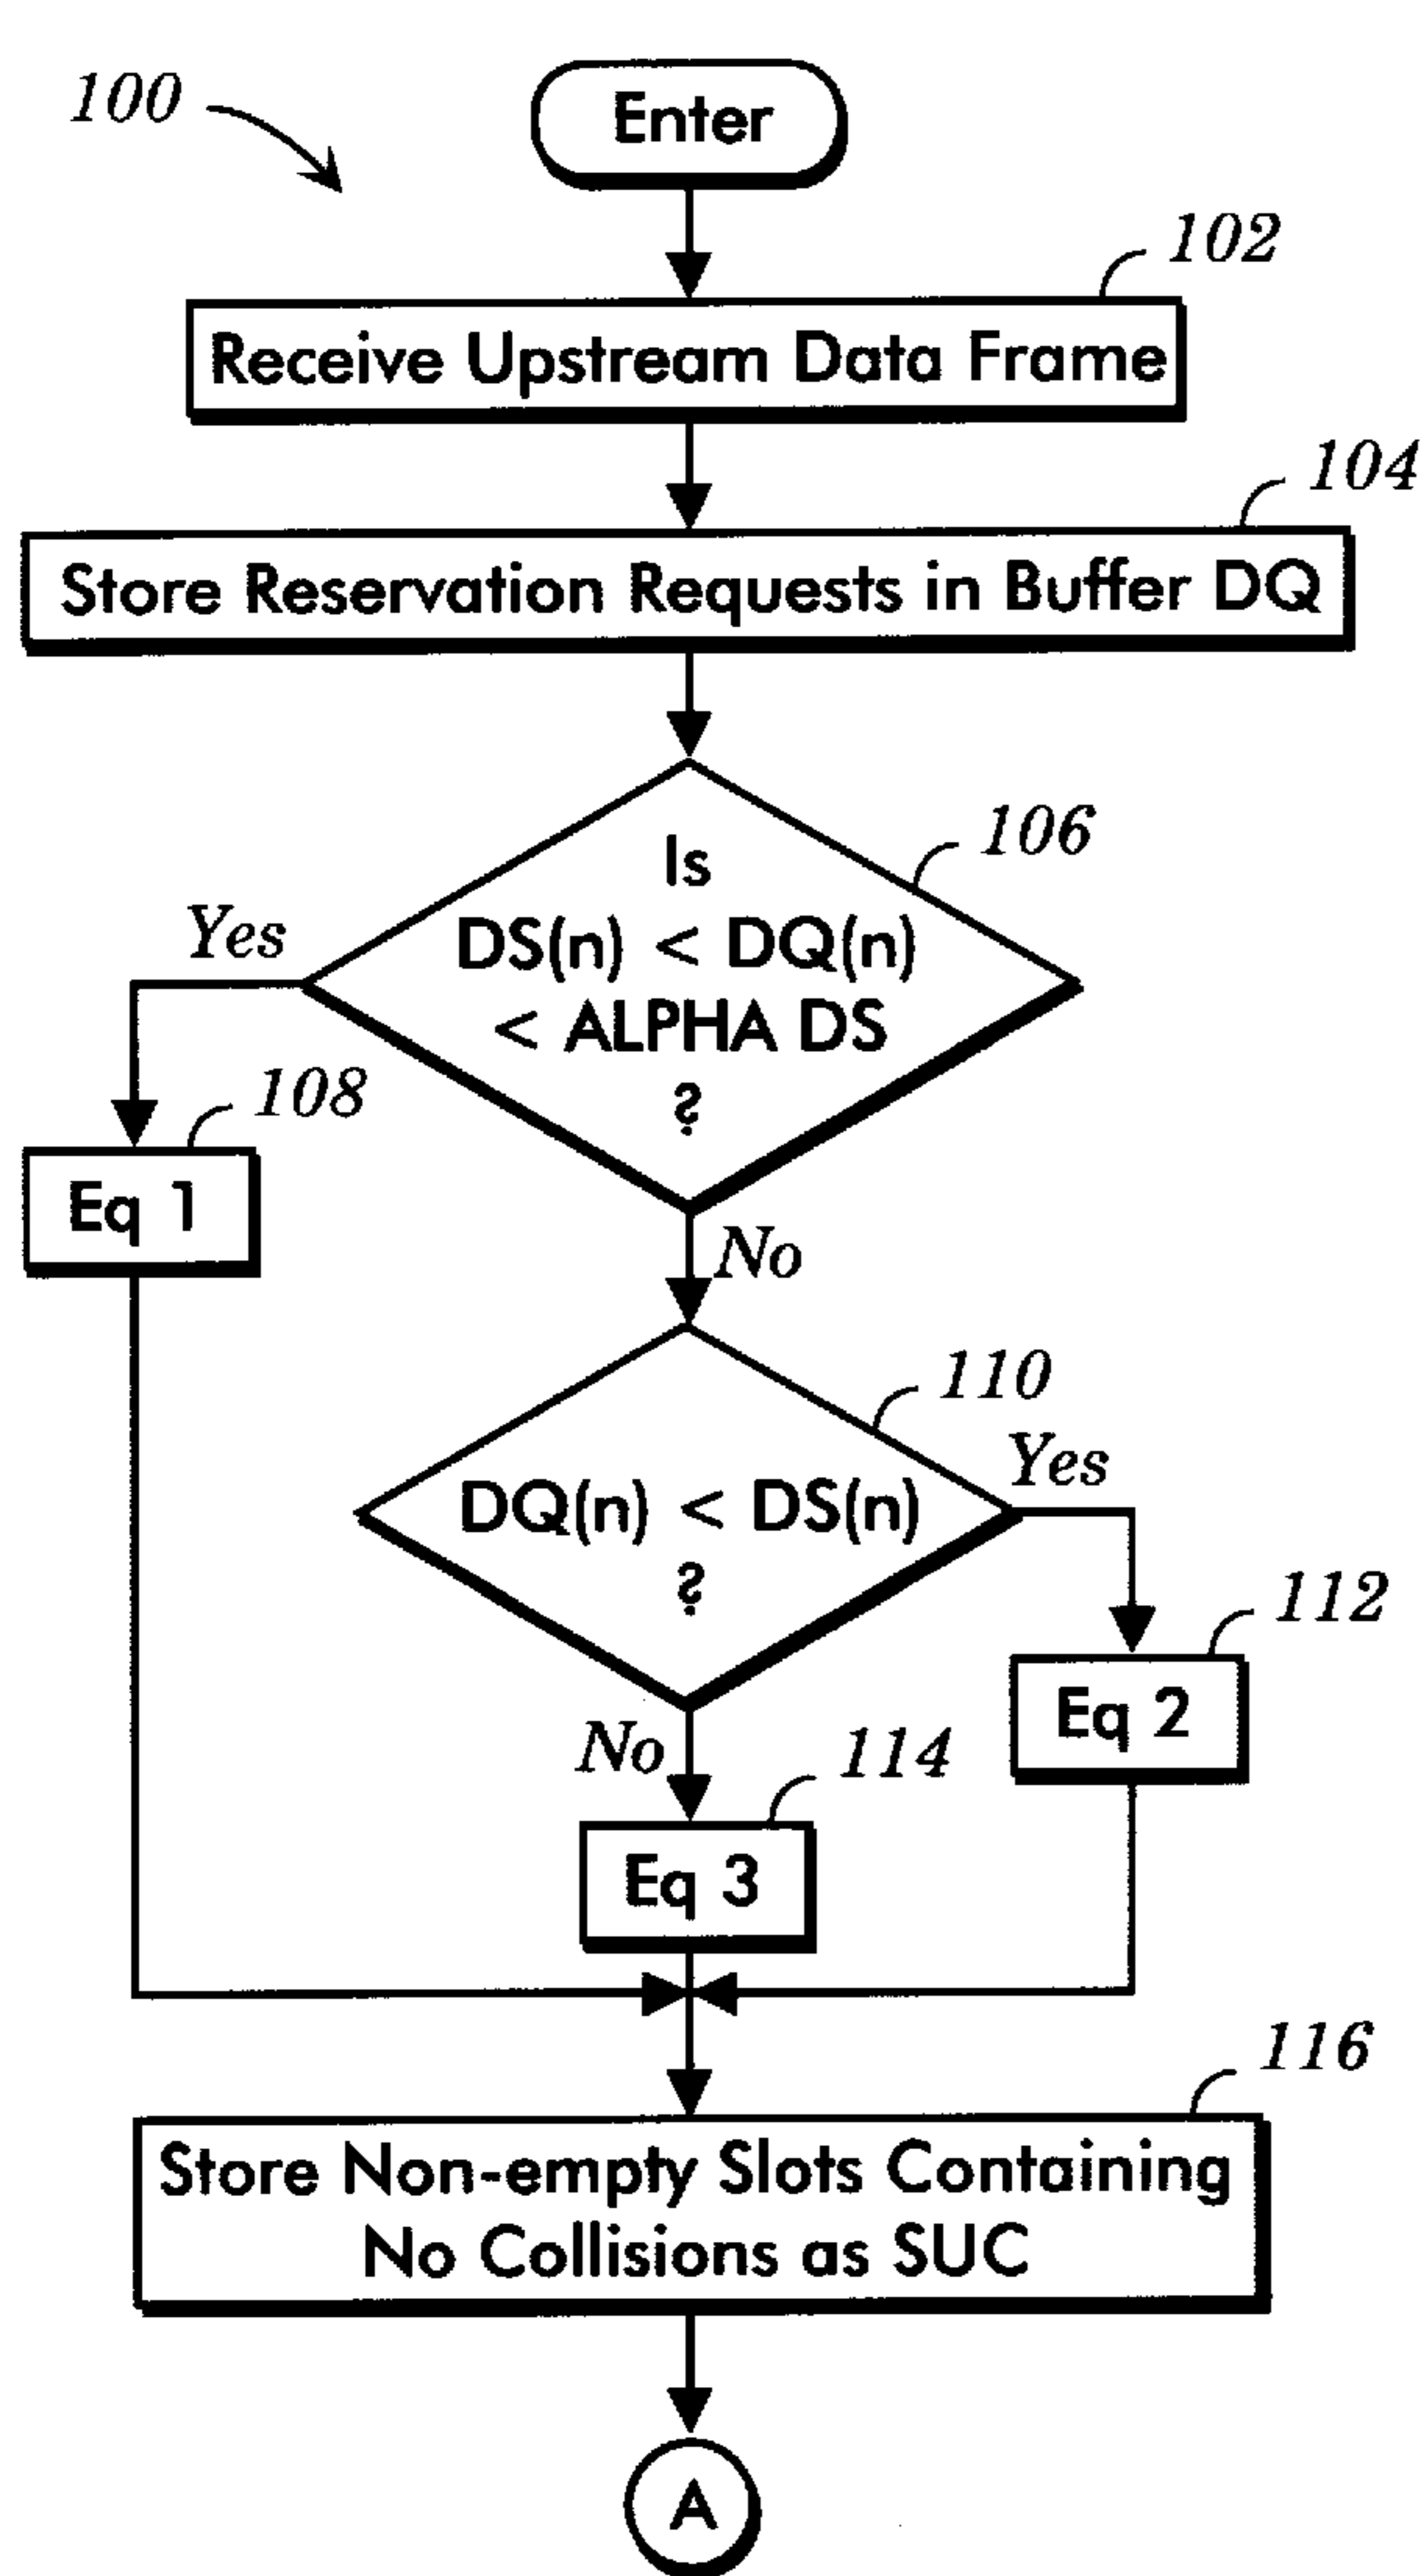 100
Enter
102
Receive Upstream Data Frame
104
Store Reservation Requests in Buffer DQ
106
Is
DS(n) < DQ(n)
< ALPHA DS
?
Yes
108
Eq 1
No
110
DQ(n) < DS(n)
?
Yes
112
Eq 2
No
114
Eq 3
116
Store Non-empty Slots Containing
No Collisions as SUC
A